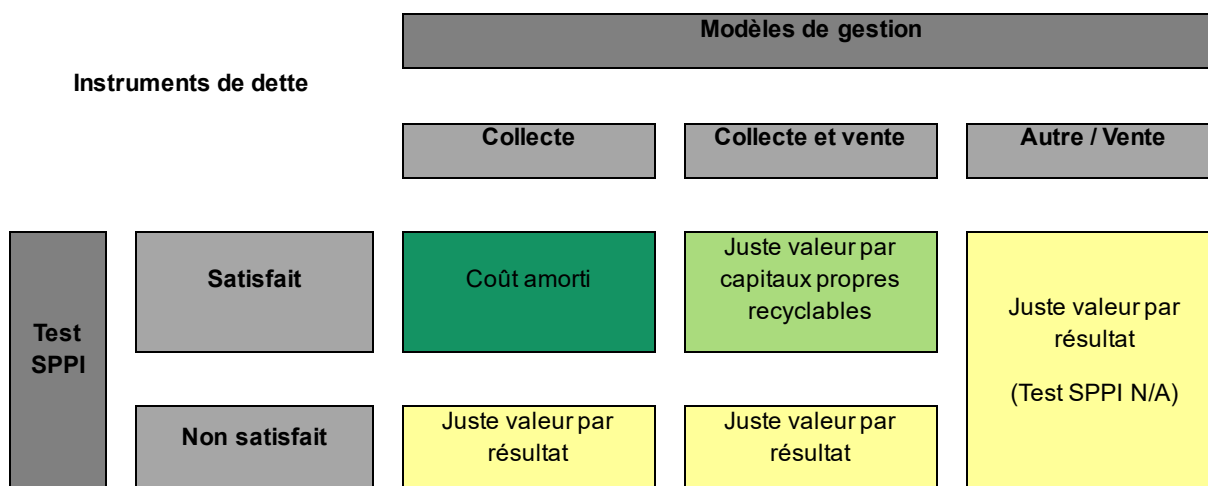 Modèles de gestion
Instruments de dette
Collecte
Collecte et vente
Autre / Vente
Test
SPPI
Satisfait
Coût amorti
Juste valeur par
capitaux propres
recyclables
Juste valeur par
résultat
(Test SPPI N/A)
Non satisfait
Juste valeur par
résultat
Juste valeur par
résultat